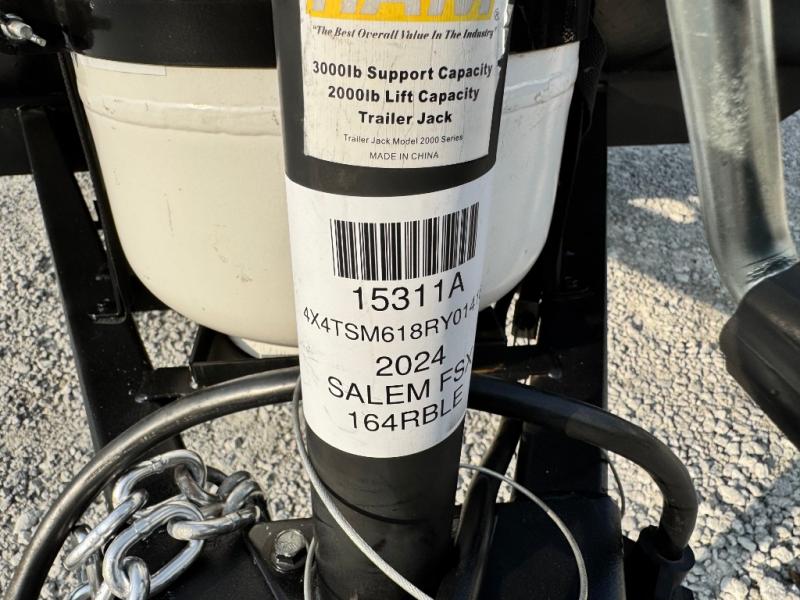 RAM®
"The Best Overall Value In The Industry"
3000lb Support Capacity
2000lb Lift Capacity
Trailer Jack
Trailer Jack Model 2000 Series
MADE IN CHINA
15311A
2024
SALEM FSX
164RBLE